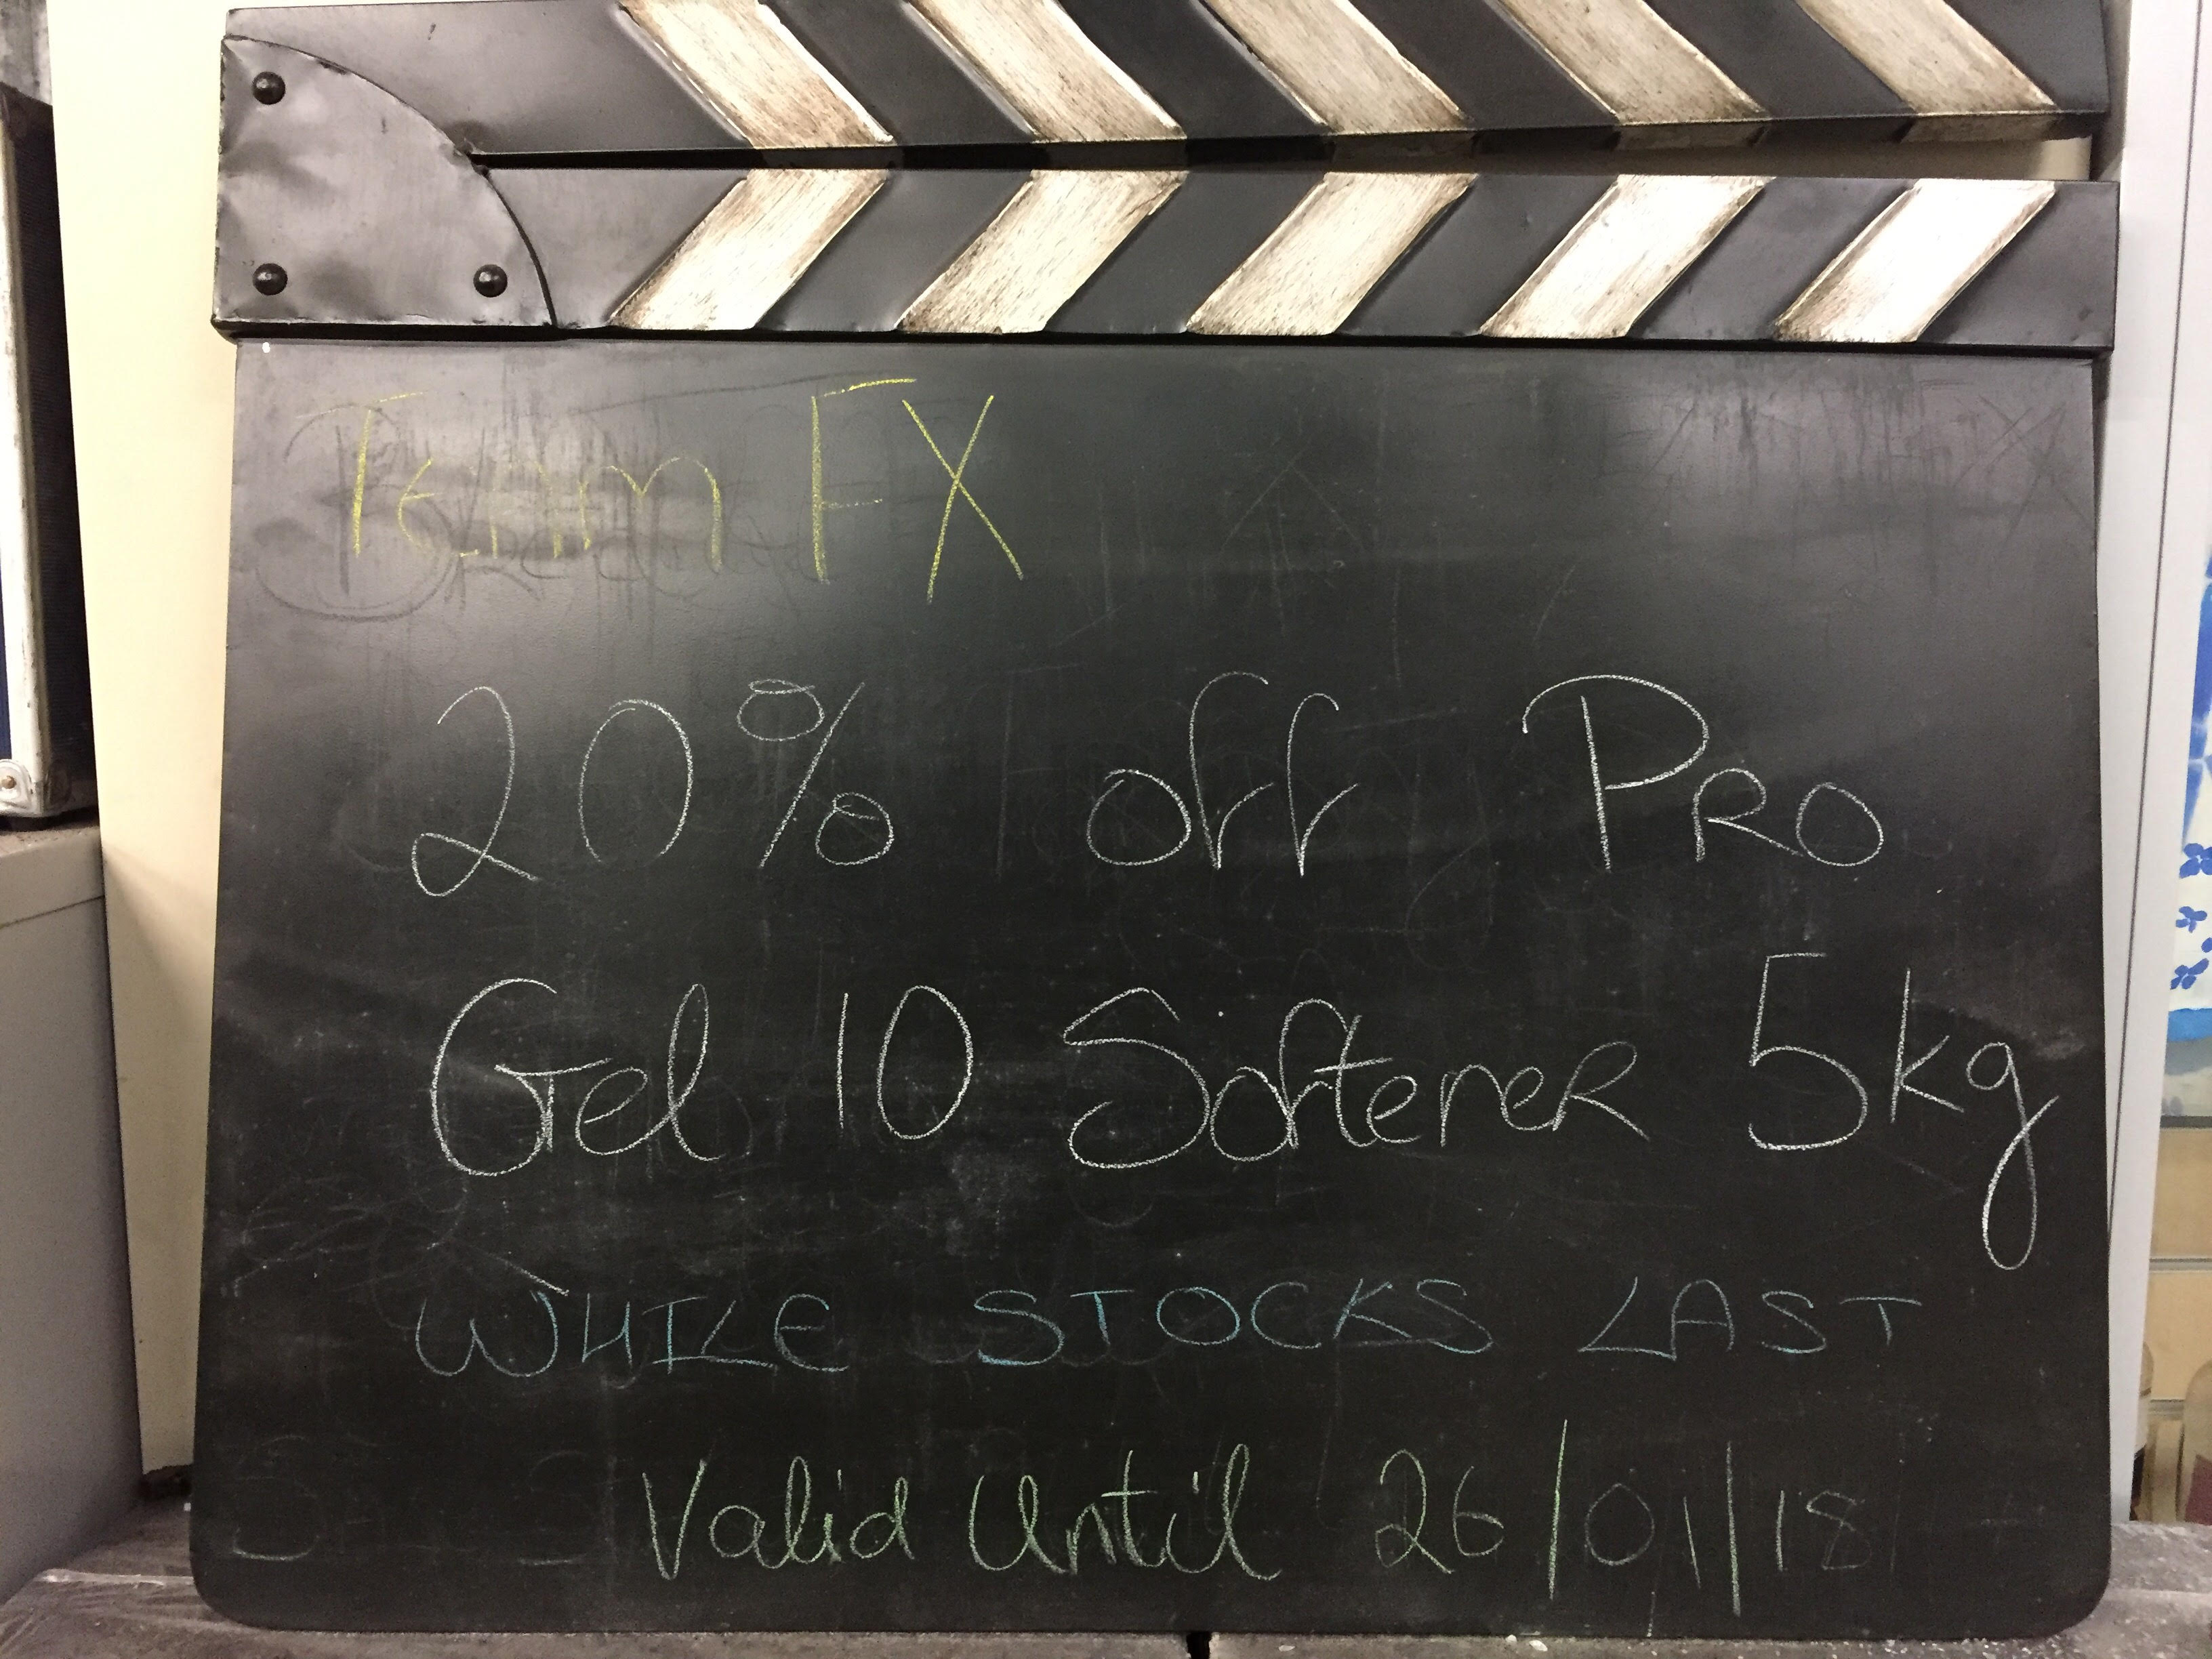 Team FX
20% off PRO
Gel 10 Softener 5kg
WHILE STOCKS LAST
Valid Until 26/01/18